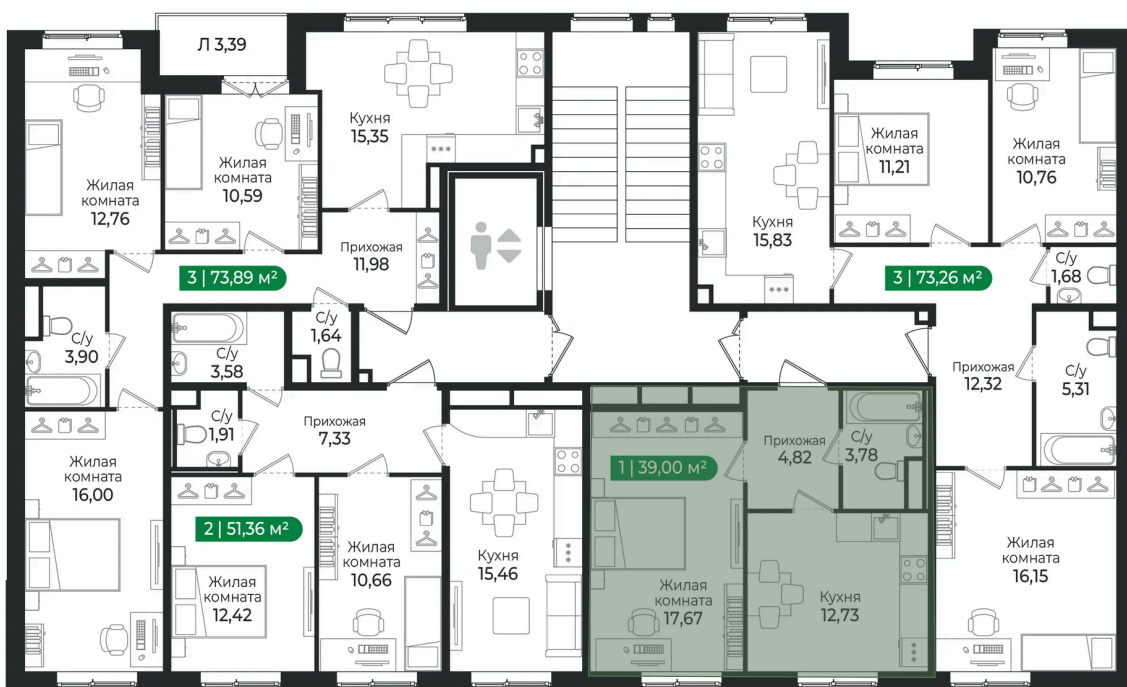 Л 3,39
Кухня
15,35
Жилая
комната
12,76
Жилая
комната
10,59
Прихожая
11,98
3 | 73,89 м²
С/у
3,90
С/у
3,58
С/у
1,64
С/у
1,91
Прихожая
7,33
Жилая
комната
16,00
2 | 51,36 м²
Жилая
комната
12,42
Жилая
комната
10,66
Кухня
15,46
1 | 39,00 м²
Жилая
комната
17,67
Прихожая
4,82
С/у
3,78
Кухня
12,73
Кухня
15,83
Жилая
комната
11,21
Жилая
комната
10,76
3 | 73,26 м²
С/у
1,68
Прихожая
12,32
С/у
5,31
Жилая
комната
16,15